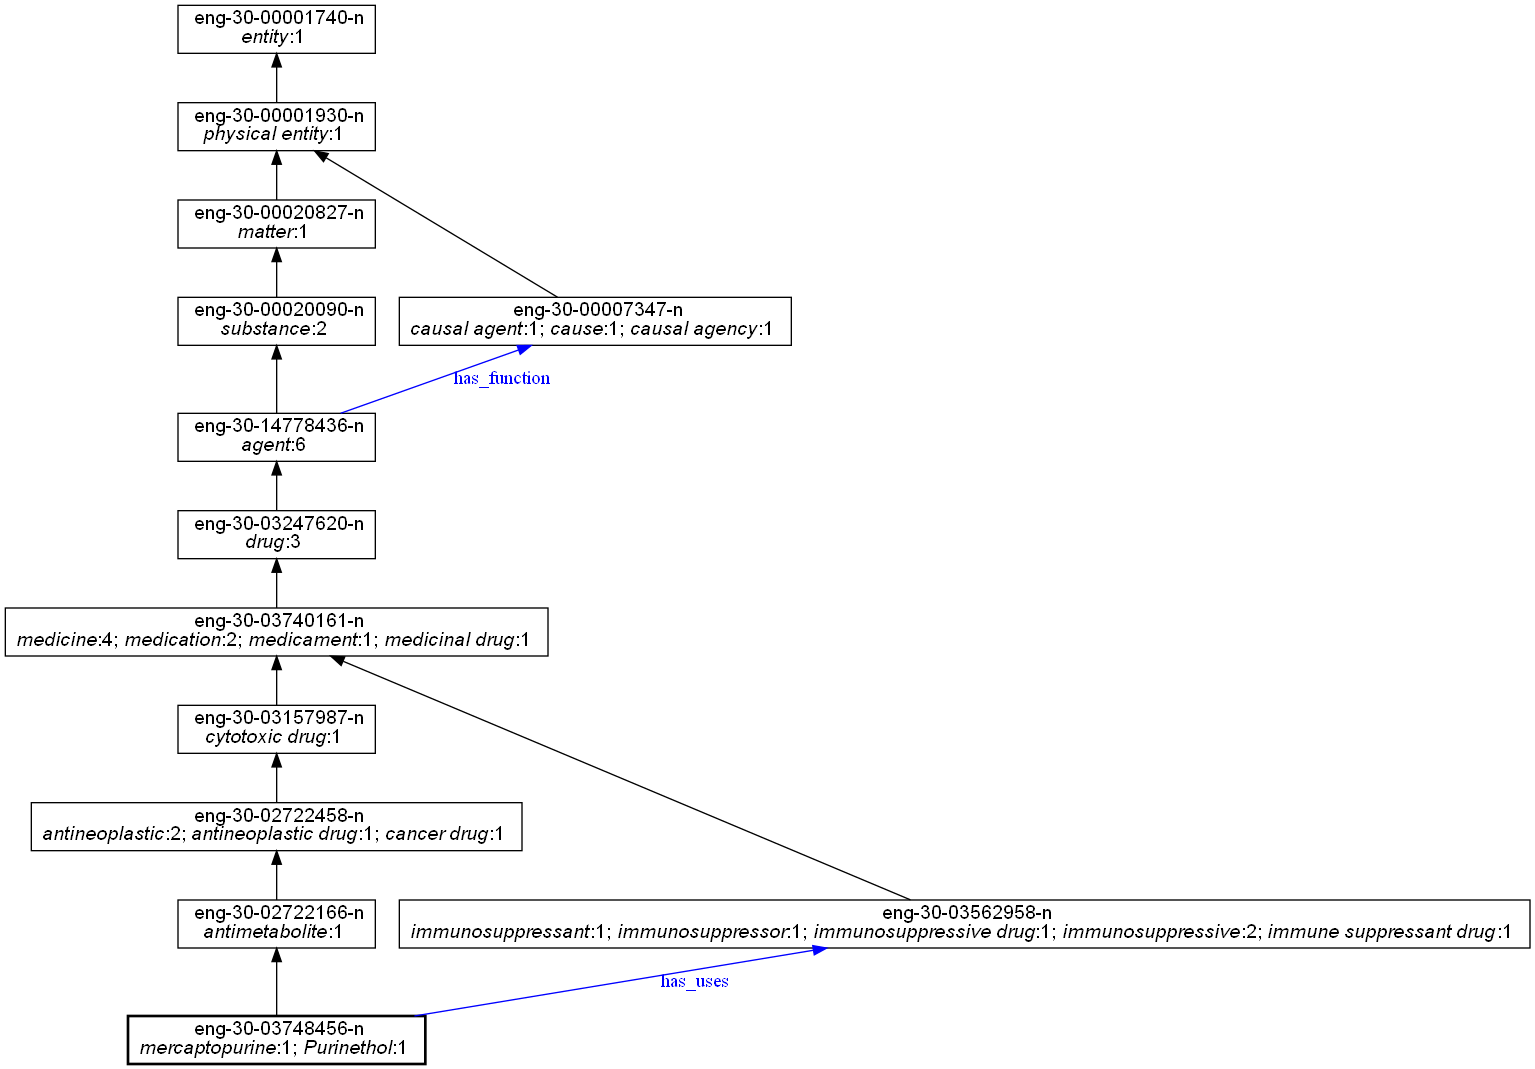 eng-30-00001740-n
entity:1
eng-30-00001930-n
physical entity:1
eng-30-00020827-n
matter:1
eng-30-00020090-n
substance:2
eng-30-00007347-n
causal agent:1; cause:1; causal agency:1
has_function
eng-30-14778436-n
agent:6
eng-30-03247620-n
drug:3
eng-30-03740161-n
medicine:4; medication:2; medicament:1; medicinal drug:1
eng-30-03157987-n
cytotoxic drug:1
eng-30-02722458-n
antineoplastic:2; antineoplastic drug:1; cancer drug:1
eng-30-02722166-n
antimetabolite:1
eng-30-03562958-n
immunosuppressant:1; immunosuppressor:1; immunosuppressive drug:1; immunosuppressive:2; immune suppressant drug:1
has_uses
eng-30-03748456-n
mercaptopurine:1; Purinethol:1